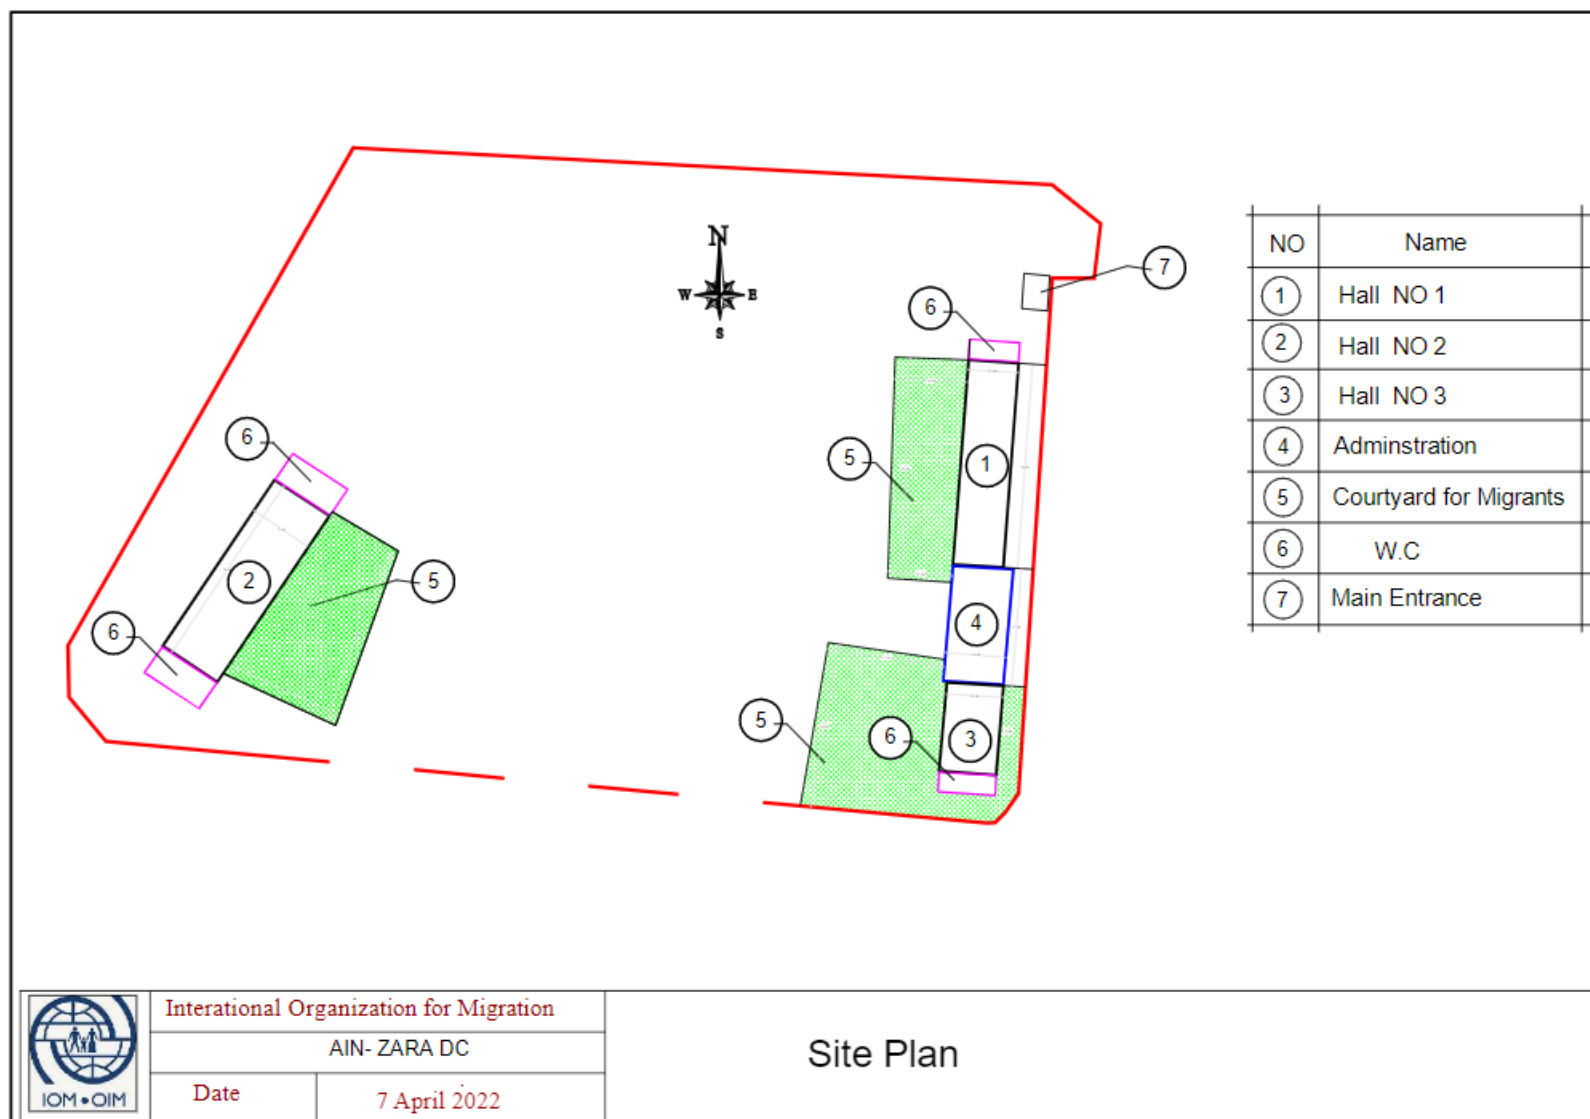 N
W E
S
7
6
5
1
6
2
5
6
4
5
6
3
NO Name
1 Hall NO 1
2 Hall NO 2
3 Hall NO 3
4 Adminstration
5 Courtyard for Migrants
6 W.C
7 Main Entrance
IOM • OIM
Interational Organization for Migration
AIN- ZARA DC
Date 7 April 2022
Site Plan